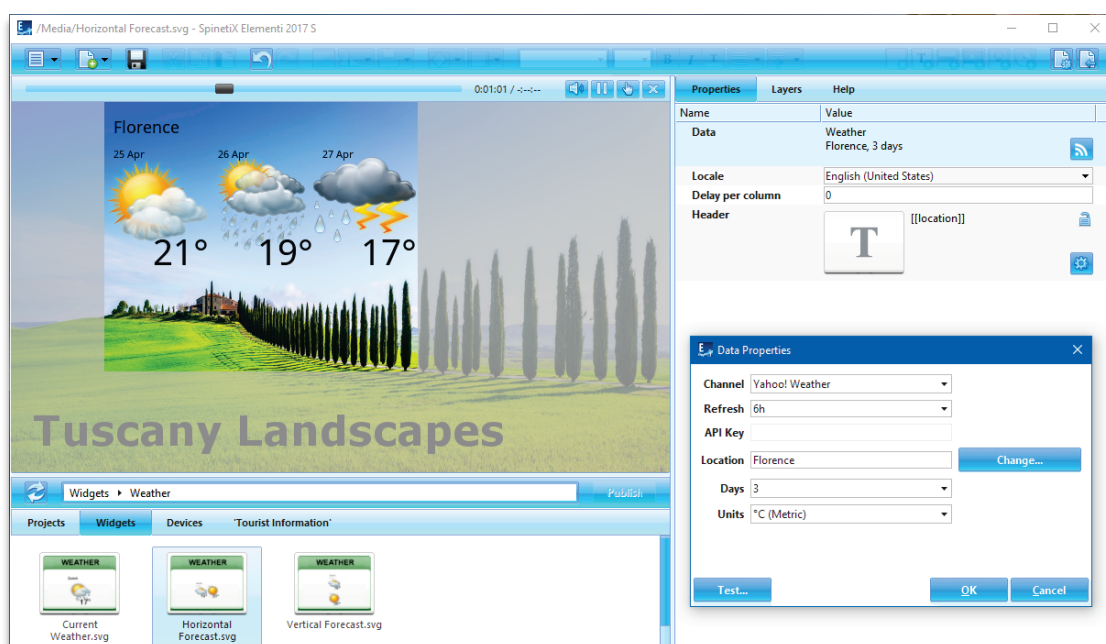 /Media/Horizontal Forecast.svg - SpinetiX Elementi 2017 S
0:01:01 / -:--:--
Florence
25 Apr 26 Apr 27 Apr
21° 19° 17°
Tuscany Landscapes
Widgets ▸ Weather
Publish
Projects Widgets Devices 'Tourist Information'
WEATHER WEATHER WEATHER
Current Weather.svg
Horizontal Forecast.svg
Vertical Forecast.svg
Properties Layers Help
Name Value
Data Weather
Florence, 3 days
Locale English (United States)
Delay per column 0
Header T [[location]]
Data Properties
Channel Yahoo! Weather
Refresh 6h
API Key
Location Florence Change...
Days 3
Units °C (Metric)
Test... OK Cancel